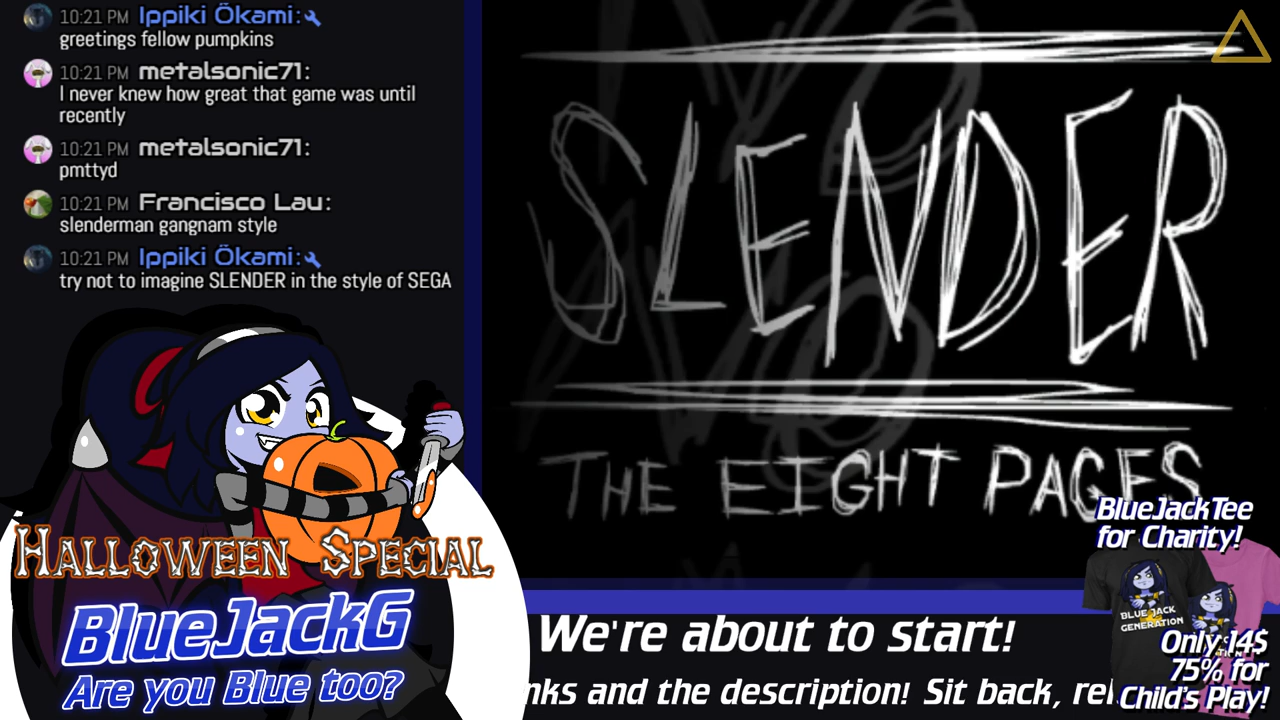 10:21 PM Ippiki Ōkami:
greetings fellow pumpkins
10:21 PM metalsonic71:
I never knew how great that game was until
recently
10:21 PM metalsonic71:
pmttyd
10:21 PM Francisco Lau:
slenderman gangnam style
10:21 PM Ippiki Ōkami:
try not to imagine SLENDER in the style of SEGA
SLENDER
THE EIGHT PAGES
HALLOWEEN SPECIAL
BlueJackG
Are you Blue too?
We're about to start!
and the description! Sit back,
BlueJackTee
for Charity!
BLUE JACK
GENERATION
Only 14$
75% for
Child's Play!